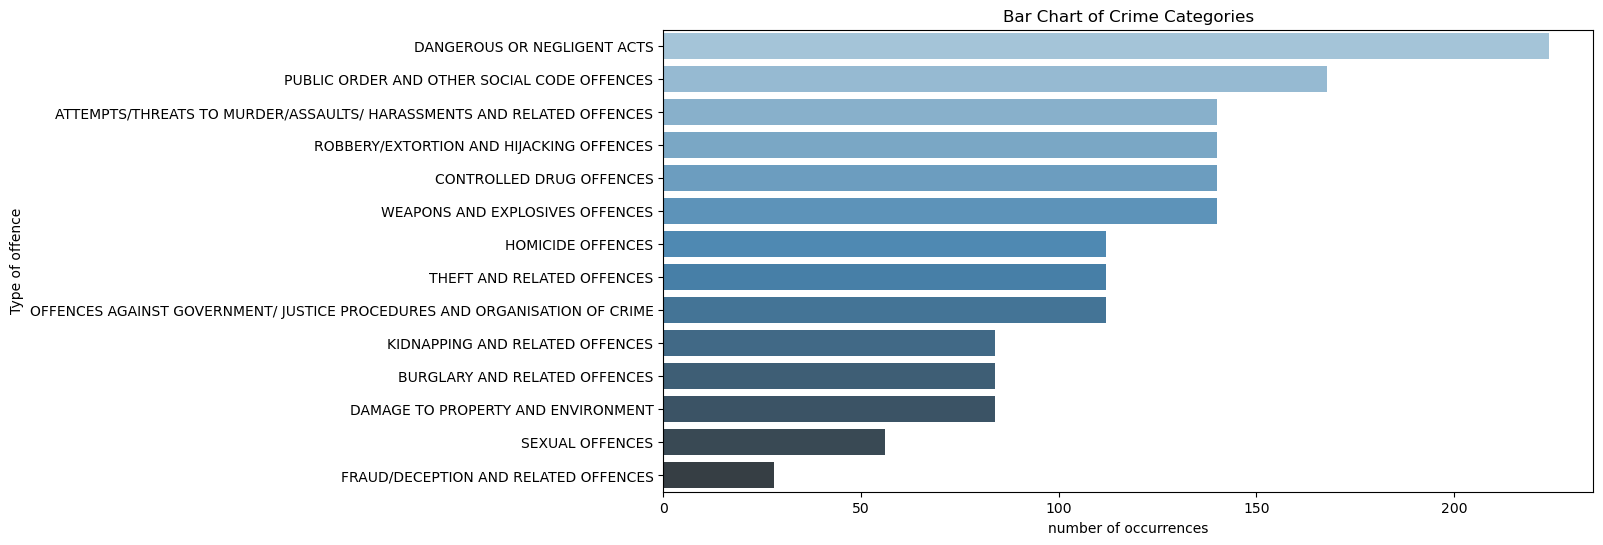 Bar Chart of Crime Categories
Type of offence
DANGEROUS OR NEGLIGENT ACTS
PUBLIC ORDER AND OTHER SOCIAL CODE OFFENCES
ATTEMPTS/THREATS TO MURDER/ASSAULTS/ HARASSMENTS AND RELATED OFFENCES
ROBBERY/EXTORTION AND HIJACKING OFFENCES
CONTROLLED DRUG OFFENCES
WEAPONS AND EXPLOSIVES OFFENCES
HOMICIDE OFFENCES
THEFT AND RELATED OFFENCES
OFFENCES AGAINST GOVERNMENT/ JUSTICE PROCEDURES AND ORGANISATION OF CRIME
KIDNAPPING AND RELATED OFFENCES
BURGLARY AND RELATED OFFENCES
DAMAGE TO PROPERTY AND ENVIRONMENT
SEXUAL OFFENCES
FRAUD/DECEPTION AND RELATED OFFENCES
0 50 100 150 200
number of occurrences